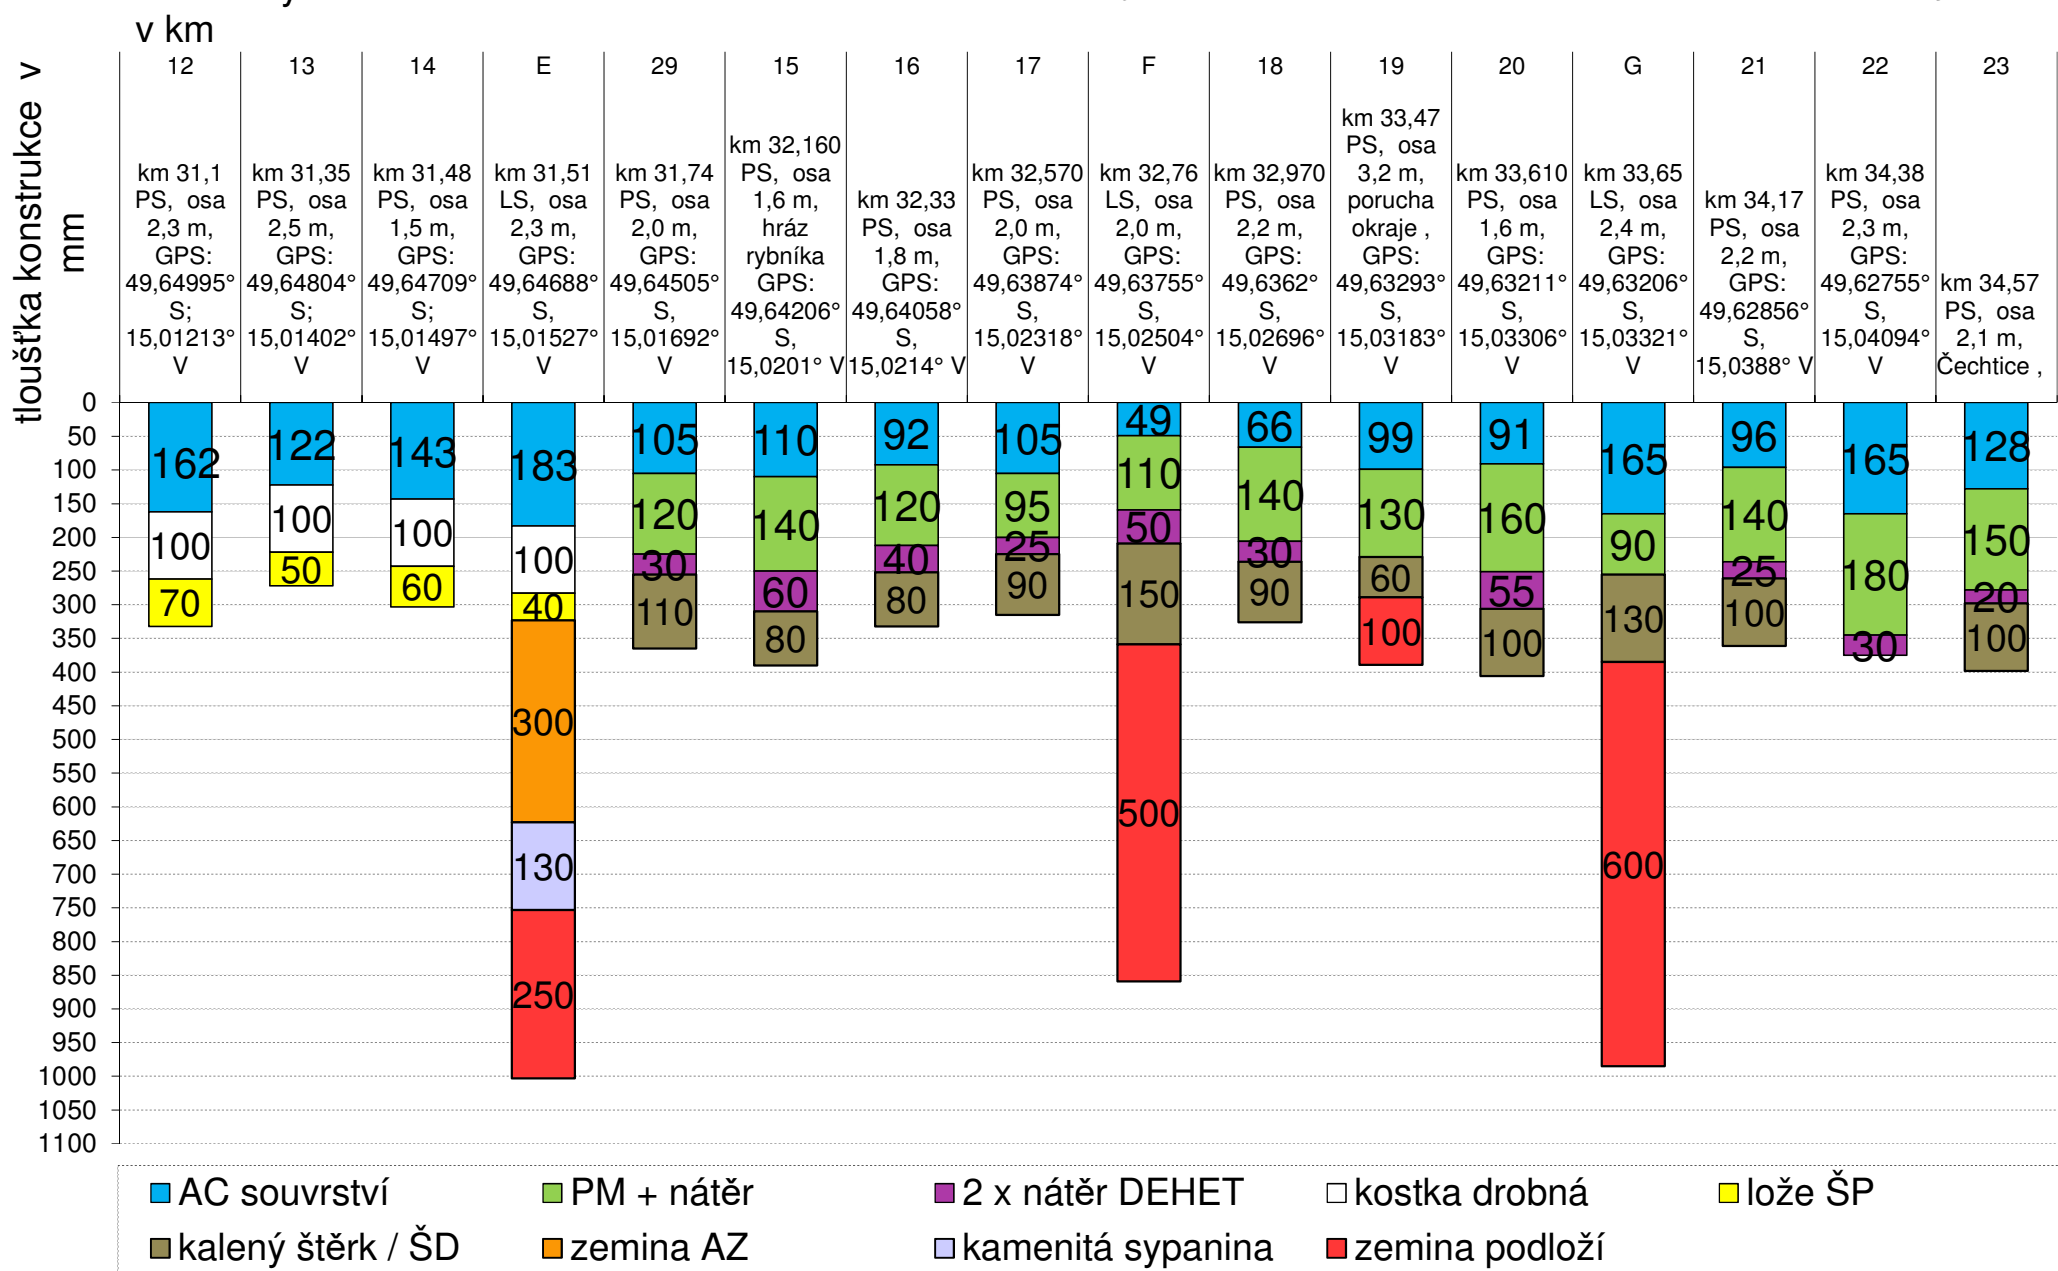 v km
tloušťka konstrukce v
mm
12 13 14 E 29 15 16 17 F 18 19 20 G 21 22 23
km 31,1
PS, osa
2,3 m,
GPS:
49,64995°
S;
15,01213°
V
km 31,35
PS, osa
2,5 m,
GPS:
49,64804°
S;
15,01402°
V
km 31,48
PS, osa
1,5 m,
GPS:
49,64709°
S;
15,01497°
V
km 31,51
LS, osa
2,3 m,
GPS:
49,64688°
S,
15,01527°
V
km 31,74
PS, osa
2,0 m,
GPS:
49,64505°
S,
15,01692°
V
km 32,160
PS, osa
1,6 m,
hráz
rybníka
GPS:
49,64206°
S,
15,0201° V
km 32,33
PS, osa
1,8 m,
GPS:
49,64058°
S,
15,0214° V
km 32,570
PS, osa
2,0 m,
GPS:
49,63874°
S,
15,02318°
V
km 32,76
LS, osa
2,0 m,
GPS:
49,63755°
S,
15,02504°
V
km 32,970
PS, osa
2,2 m,
GPS:
49,6362°
S,
15,02696°
V
km 33,47
PS, osa
3,2 m,
porucha
okraje ,
GPS:
49,63293°
S,
15,03183°
V
km 33,610
PS, osa
1,6 m,
GPS:
49,63211°
S,
15,03306°
V
km 33,65
LS, osa
2,4 m,
GPS:
49,63206°
S,
15,03321°
V
km 34,17
PS, osa
2,2 m,
GPS:
49,62856°
S,
15,0388° V
km 34,38
PS, osa
2,3 m,
GPS:
49,62755°
S,
15,04094°
V
km 34,57
PS, osa
2,1 m,
Čechtice ,
0
50
100
150
200
250
300
350
400
450
500
550
600
650
700
750
800
850
900
950
1000
1050
1100
162
100
70
122
100
50
143
100
60
183
100
40
300
130
250
105
120
30
110
110
140
60
80
92
120
40
80
105
95
25
90
49
110
50
150
500
66
140
30
90
99
130
60
100
91
160
55
100
165
90
130
600
96
140
25
100
165
180
30
128
150
20
100
AC souvrství PM + nátěr 2 x nátěr DEHET kostka drobná lože ŠP
kalený štěrk / ŠD zemina AZ kamenitá sypanina zemina podloží